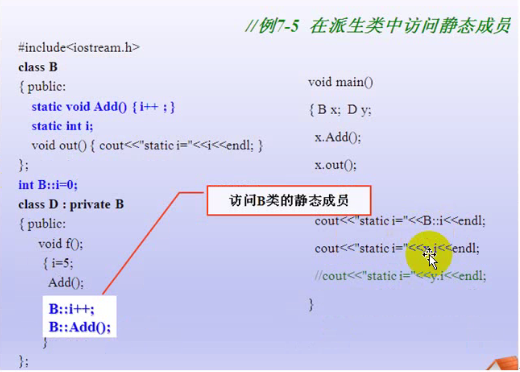 //例7-5 在派生类中访问静态成员
#include<iostream.h>
class B
{ public:
static void Add() { i++ ; }
static int i;
void out() { cout<<"static i="<<i<<endl; }
};
int B::i=0;
class D : private B
{ public:
void f();
{ i=5;
Add();
B::i++;
B::Add();
}
};
访问B类的静态成员
void main()
{ B x; D y;
x.Add();
x.out();
cout<<"static i="<<B::i<<endl;
cout<<"static i="<<x.i<<endl;
//cout<<"static i="<<y.i<<endl;
}